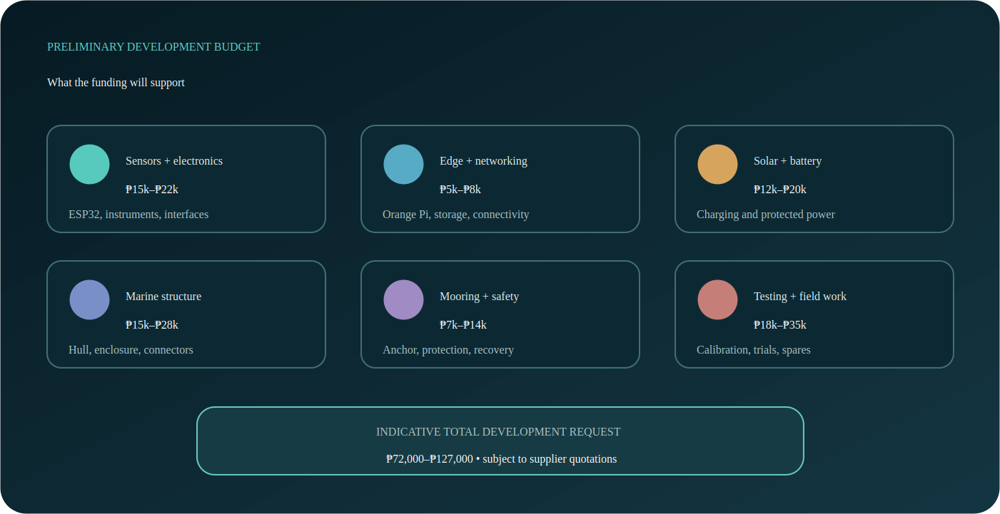 PRELIMINARY DEVELOPMENT BUDGET
What the funding will support
Sensors + electronics
₱15k–₱22k
ESP32, instruments, interfaces
Edge + networking
₱5k–₱8k
Orange Pi, storage, connectivity
Solar + battery
₱12k–₱20k
Charging and protected power
Marine structure
₱15k–₱28k
Hull, enclosure, connectors
Mooring + safety
₱7k–₱14k
Anchor, protection, recovery
Testing + field work
₱18k–₱35k
Calibration, trials, spares
INDICATIVE TOTAL DEVELOPMENT REQUEST
₱72,000–₱127,000 • subject to supplier quotations